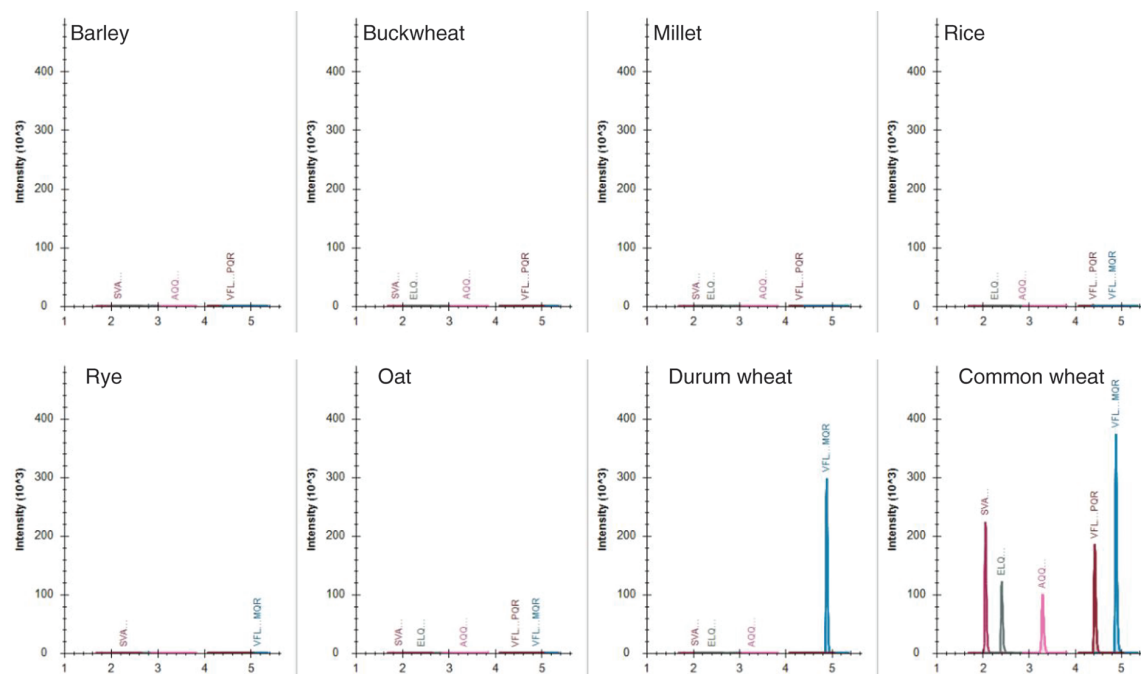 Barley
Intensity (10^3)
400
300
200
100
0
SVA...
AQQ...
VFL...PQR
1 2 3 4 5
Buckwheat
Intensity (10^3)
400
300
200
100
0
SVA...
ELQ...
AQQ...
VFL...PQR
1 2 3 4 5
Millet
Intensity (10^3)
400
300
200
100
0
SVA...
ELQ...
AQQ...
VFL...PQR
1 2 3 4 5
Rice
Intensity (10^3)
400
300
200
100
0
ELQ...
AQQ...
VFL...PQR
VFL...MQR
1 2 3 4 5
Rye
Intensity (10^3)
400
300
200
100
0
SVA...
VFL...MQR
1 2 3 4 5
Oat
Intensity (10^3)
400
300
200
100
0
SVA...
ELQ...
AQQ...
VFL...PQR
VFL...MQR
1 2 3 4 5
Durum wheat
Intensity (10^3)
400
300
200
100
0
SVA...
ELQ...
AQQ...
VFL...MQR
1 2 3 4 5
Common wheat
Intensity (10^3)
400
300
200
100
0
SVA...
ELQ...
AQQ...
VFL...PQR
VFL...MQR
1 2 3 4 5